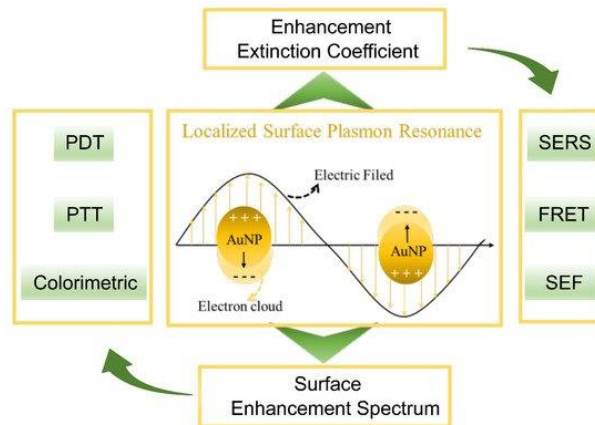 Enhancement
Extinction Coefficient
PDT
PTT
Colorimetric
Localized Surface Plasmon Resonance
Electric Filed
+ + +
AuNP
- - -
Electron cloud
- - -
AuNP
+ + +
SERS
FRET
SEF
Surface
Enhancement Spectrum